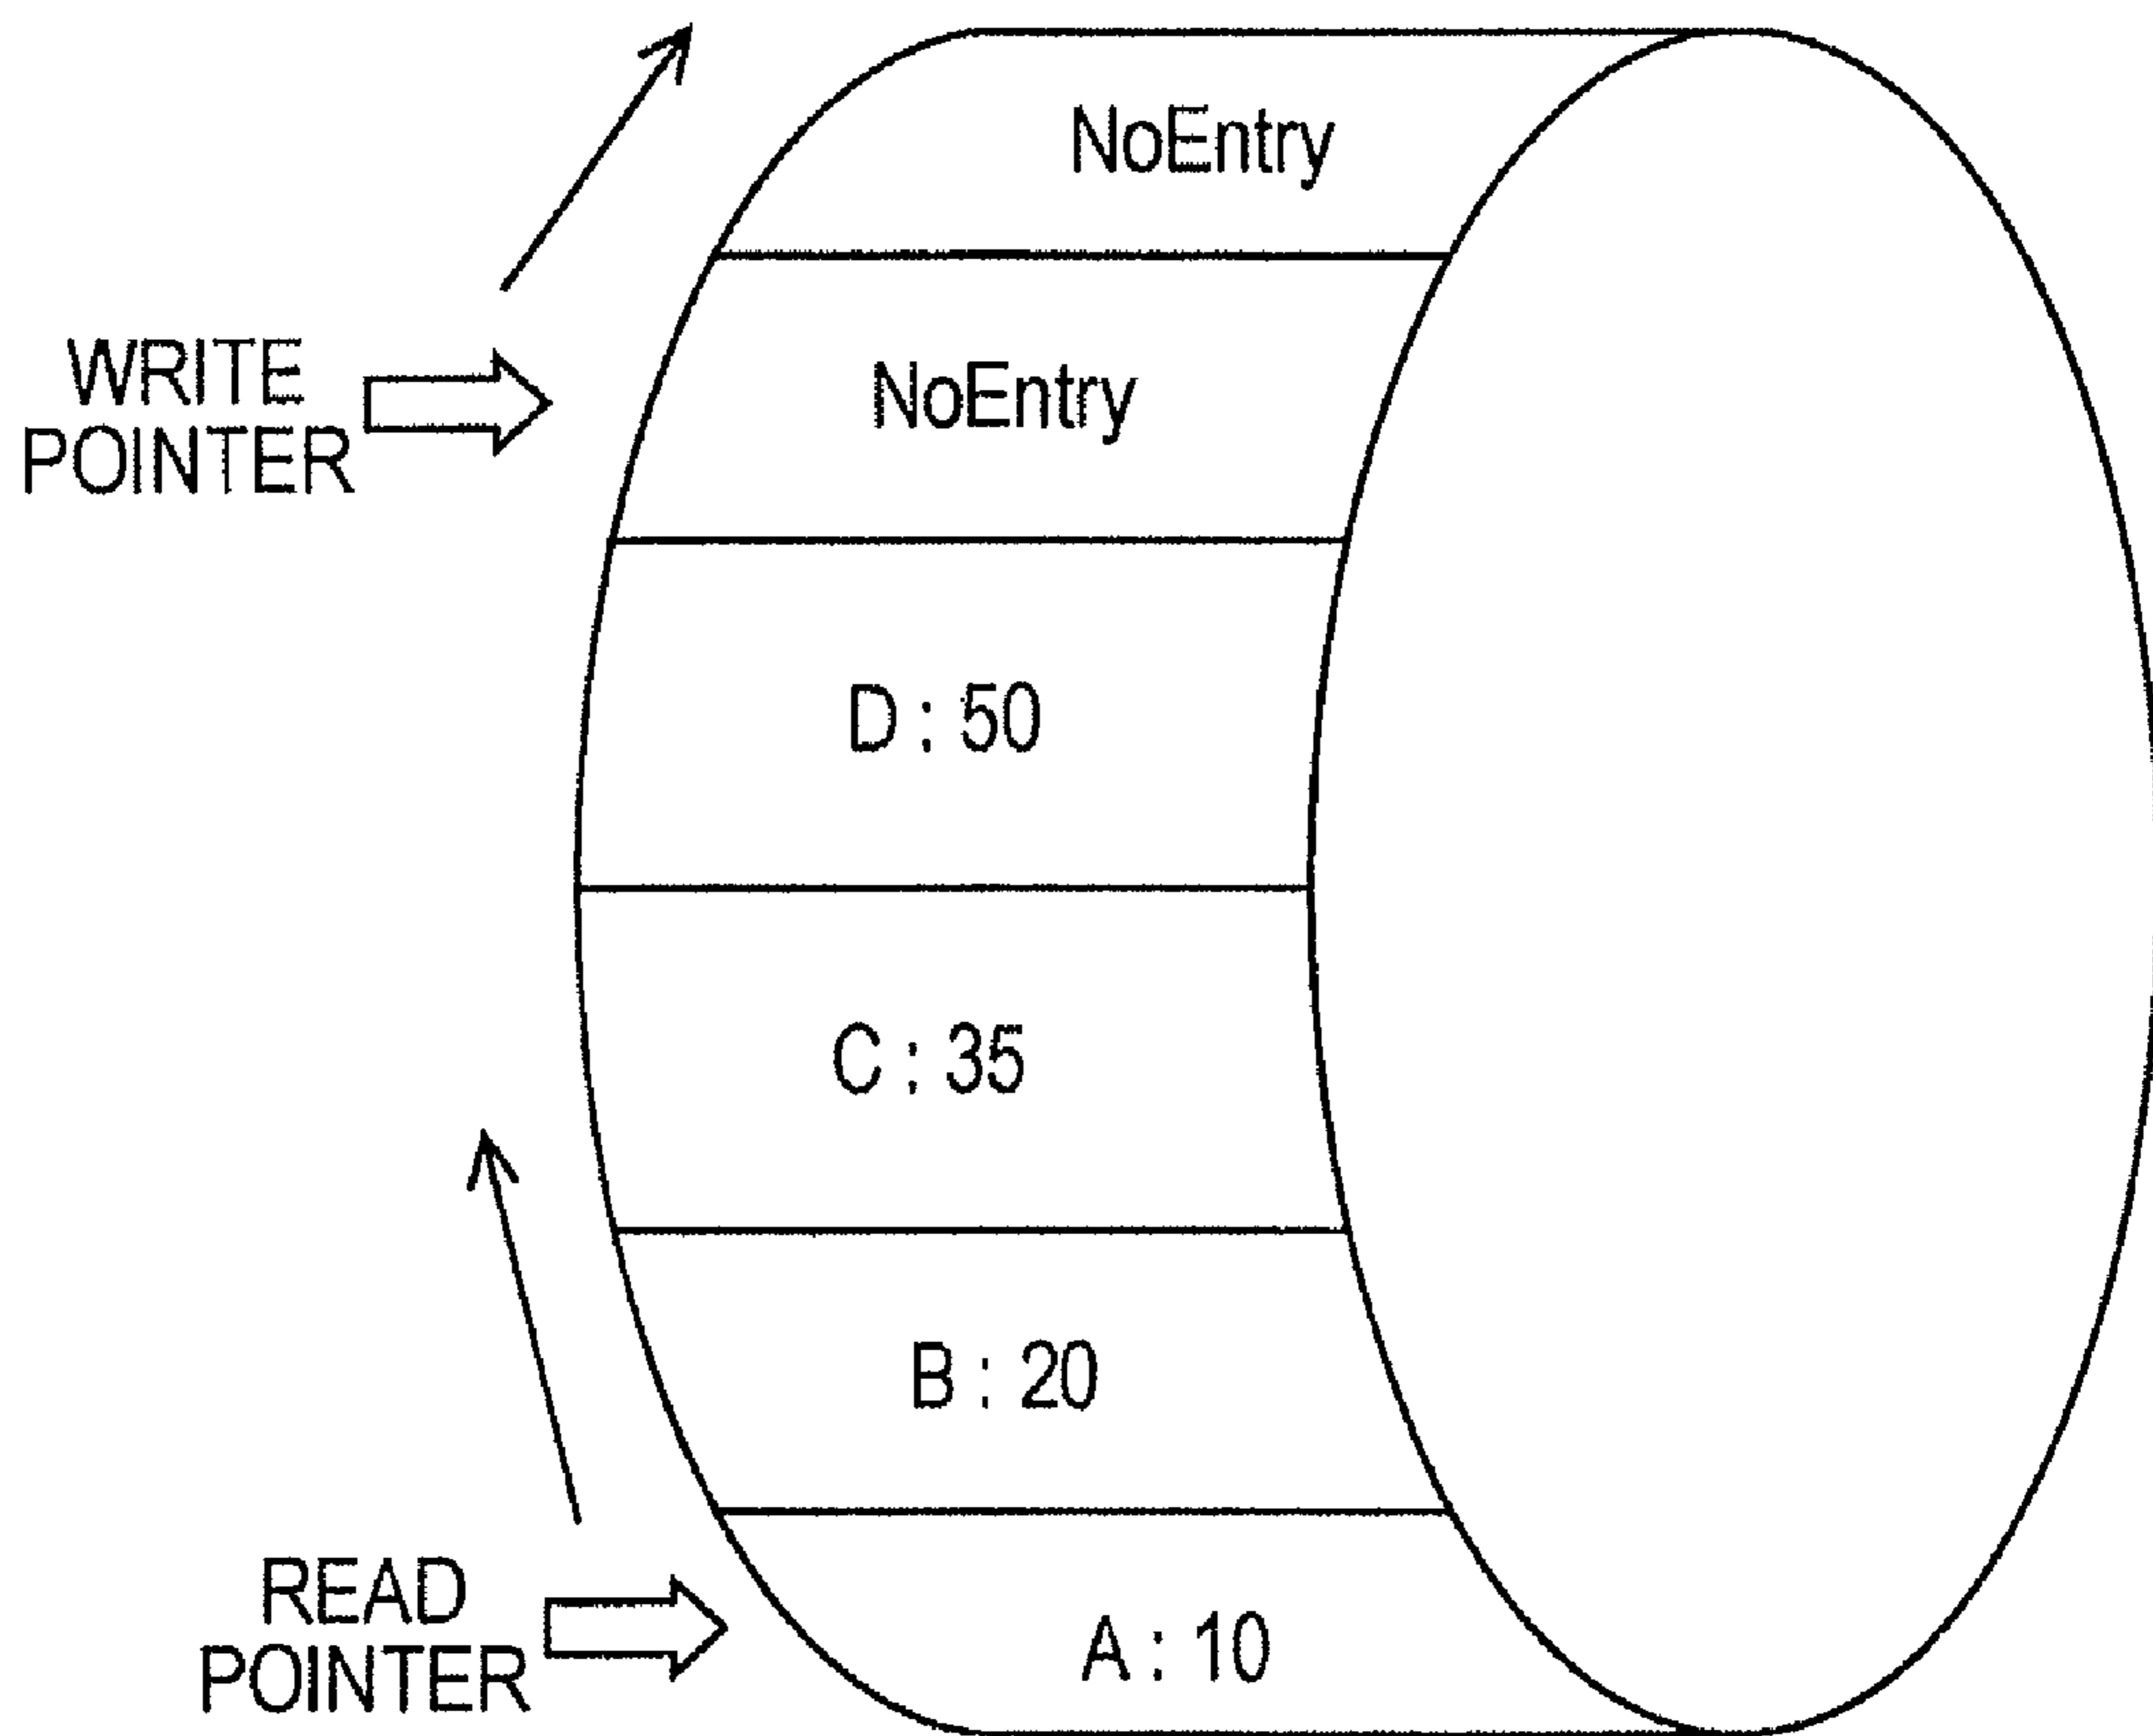 NoEntry
WRITE
POINTER
NoEntry
D : 50
C : 35
B : 20
READ
POINTER
A : 10